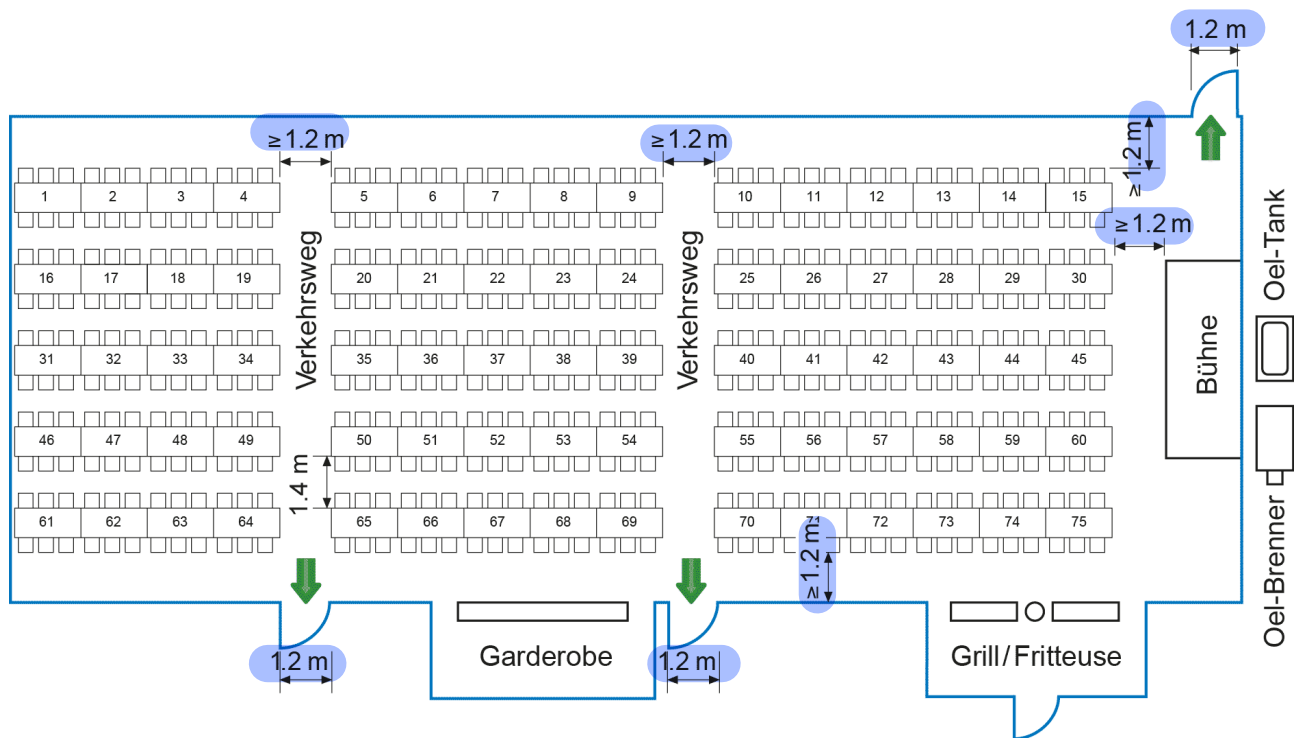 1.2 m
≥ 1.2 m
≥ 1.2 m
≥ 1.2 m
1 2 3 4 5 6 7 8 9 10 11 12 13 14 15
≥ 1.2 m
16 17 18 19 20 21 22 23 24 25 26 27 28 29 30
Verkehrsweg
Verkehrsweg
Oel-Tank
31 32 33 34 35 36 37 38 39 40 41 42 43 44 45
Bühne
46 47 48 49 50 51 52 53 54 55 56 57 58 59 60
1.4 m
61 62 63 64 65 66 67 68 69 70 71 72 73 74 75
≥ 1.2 m
Oel-Brenner
1.2 m
Garderobe
1.2 m
Grill/Fritteuse